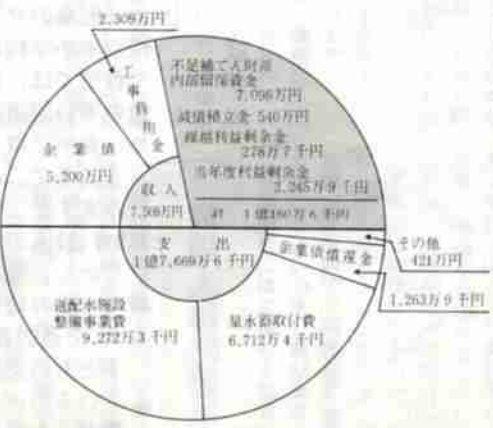 2,309万円
工事負担金
不足補てん財源
内部留保資金
7,096万円
減債積立金 540万円
繰越利益剰余金
278万7千円
当年度利益剰余金
2,245万9千円
計 1億160万6千円
企業債
5,200万円
収入
7,509万円
支出
1億7,669万6千円
その他
421万円
企業債償還金
1,263万9千円
送配水施設
整備事業費
9,272万3千円
量水器取付費
6,712万4千円